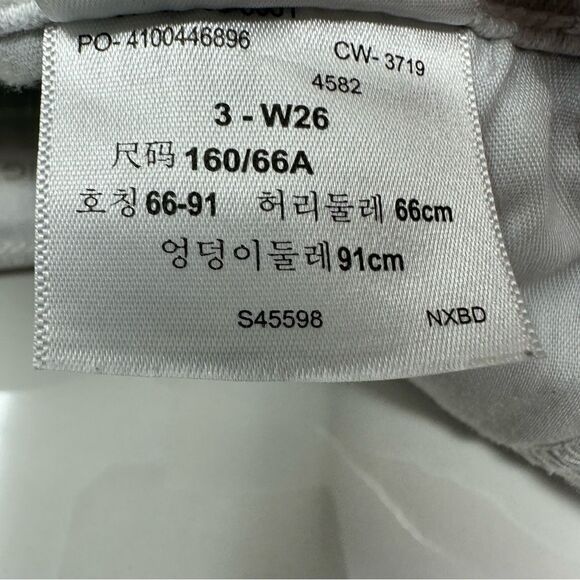 PO- 4100446896 CW- 3719
4582
3 - W26
尺码 160/66A
호칭 66-91 허리둘레 66cm
엉덩이둘레 91cm
S45598 NXBD